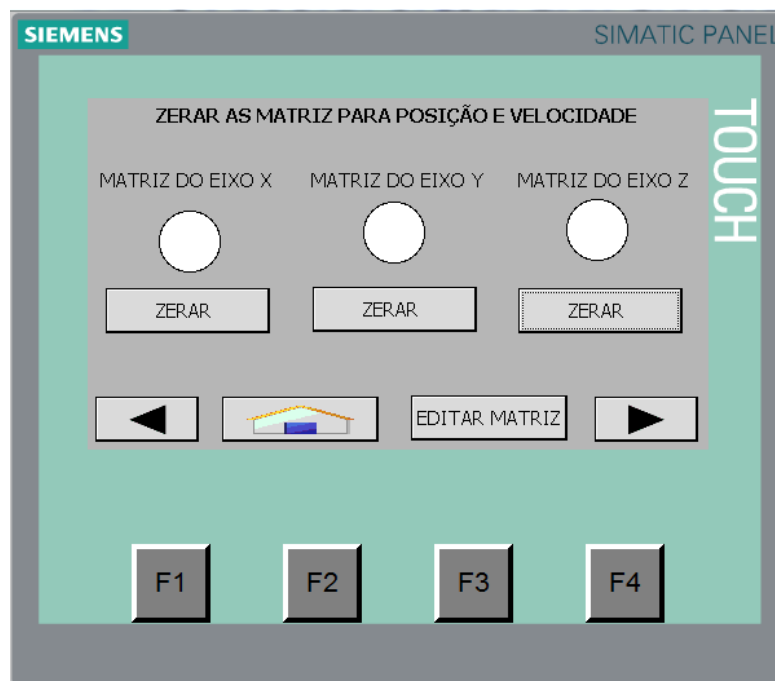 SIEMENS
SIMATIC PANEL
TOUCH
ZERAR AS MATRIZ PARA POSIÇÃO E VELOCIDADE
MATRIZ DO EIXO X MATRIZ DO EIXO Y MATRIZ DO EIXO Z
ZERAR ZERAR ZERAR
EDITAR MATRIZ
F1 F2 F3 F4